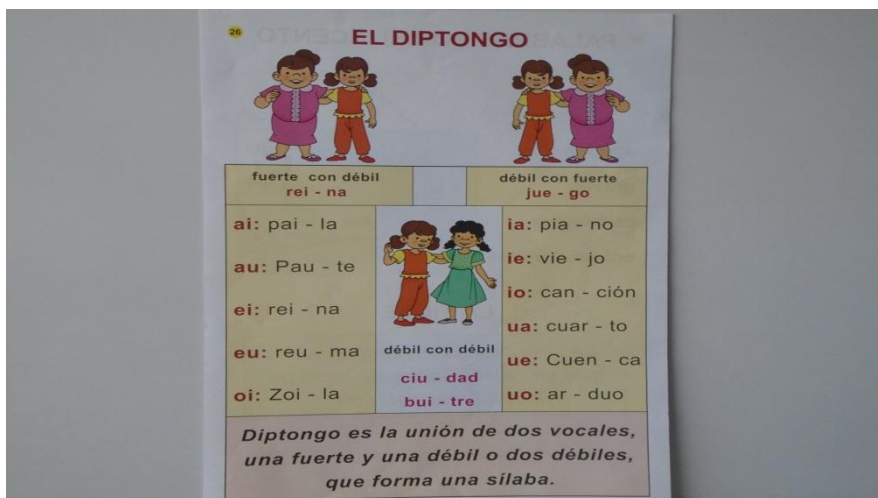 26
EL DIPTONGO
fuerte con débil
rei - na
débil con fuerte
jue - go
ai: pai - la
au: Pau - te
ei: rei - na
eu: reu - ma
oi: Zoi - la
débil con débil
ciu - dad
bui - tre
ia: pia - no
ie: vie - jo
io: can - ción
ua: cuar - to
ue: Cuen - ca
uo: ar - duo
Diptongo es la unión de dos vocales,
una fuerte y una débil o dos débiles,
que forma una sílaba.